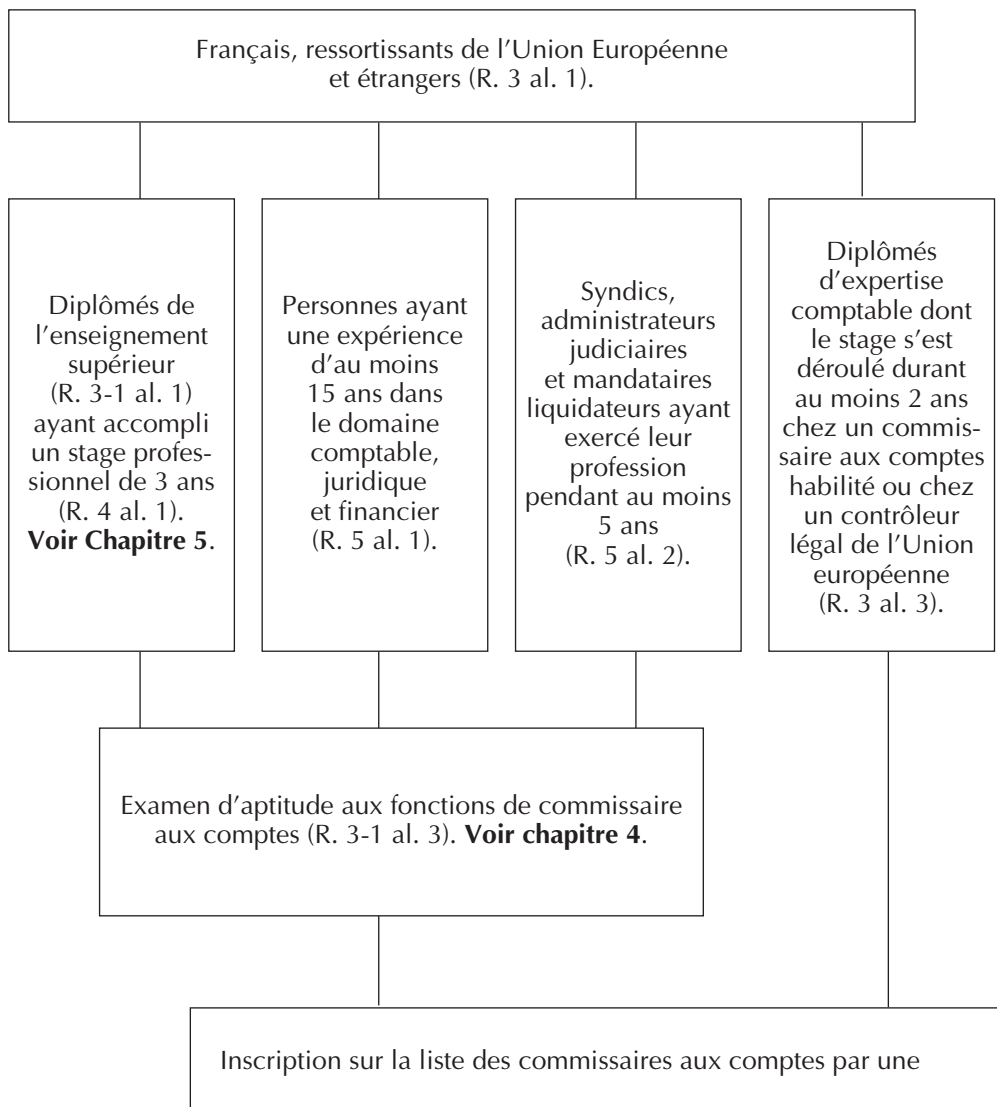 Français, ressortissants de l'Union Européenne
et étrangers (R. 3 al. 1).
Diplômés de
l'enseignement
supérieur
(R. 3-1 al. 1)
ayant accompli
un stage profes-
sionnel de 3 ans
(R. 4 al. 1).
Voir Chapitre 5.
Personnes ayant
une expérience
d'au moins
15 ans dans
le domaine
comptable,
juridique
et financier
(R. 5 al. 1).
Syndics,
administrateurs
judiciaires
et mandataires
liquidateurs ayant
exercé leur
profession
pendant au moins
5 ans
(R. 5 al. 2).
Diplômés
d'expertise
comptable dont
le stage s'est
déroulé durant
au moins 2 ans
chez un commis-
saire aux comptes
habilité ou chez
un contrôleur
légal de l'Union
européenne
(R. 3 al. 3).
Examen d'aptitude aux fonctions de commissaire
aux comptes (R. 3-1 al. 3). Voir chapitre 4.
Inscription sur la liste des commissaires aux comptes par une